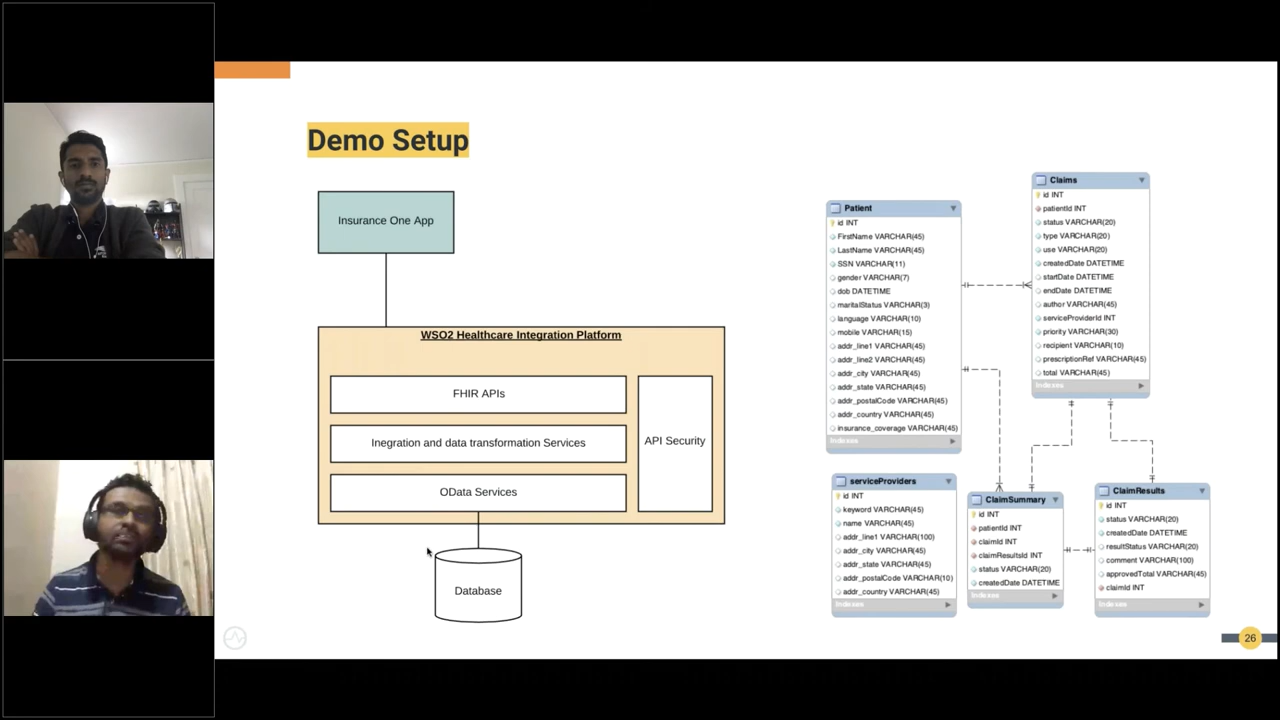 Demo Setup
Insurance One App
WSO2 Healthcare Integration Platform
FHIR APIs
Inegration and data transformation Services
OData Services
API Security
Database
Patient
id INT
FirstName VARCHAR(45)
LastName VARCHAR(45)
SSN VARCHAR(11)
gender VARCHAR(7)
dob DATETIME
maritalStatus VARCHAR(3)
language VARCHAR(10)
mobile VARCHAR(15)
addr_line1 VARCHAR(45)
addr_line2 VARCHAR(45)
addr_city VARCHAR(45)
addr_state VARCHAR(45)
addr_postalCode VARCHAR(45)
addr_country VARCHAR(45)
insurance_coverage VARCHAR(45)
Indexes
Claims
id INT
patientId INT
status VARCHAR(20)
type VARCHAR(20)
use VARCHAR(20)
createdDate DATETIME
startDate DATETIME
endDate DATETIME
author VARCHAR(45)
serviceProviderId INT
priority VARCHAR(30)
recipient VARCHAR(10)
prescriptionRef VARCHAR(45)
total VARCHAR(45)
Indexes
serviceProviders
id INT
keyword VARCHAR(45)
name VARCHAR(45)
addr_line1 VARCHAR(100)
addr_city VARCHAR(45)
addr_state VARCHAR(45)
addr_postalCode VARCHAR(10)
addr_country VARCHAR(45)
Indexes
ClaimSummary
id INT
patientId INT
claimId INT
claimResultsId INT
status VARCHAR(20)
createdDate DATETIME
Indexes
ClaimResults
id INT
status VARCHAR(20)
createdDate DATETIME
resultStatus VARCHAR(20)
comment VARCHAR(100)
approvedTotal VARCHAR(45)
claimId INT
Indexes
26